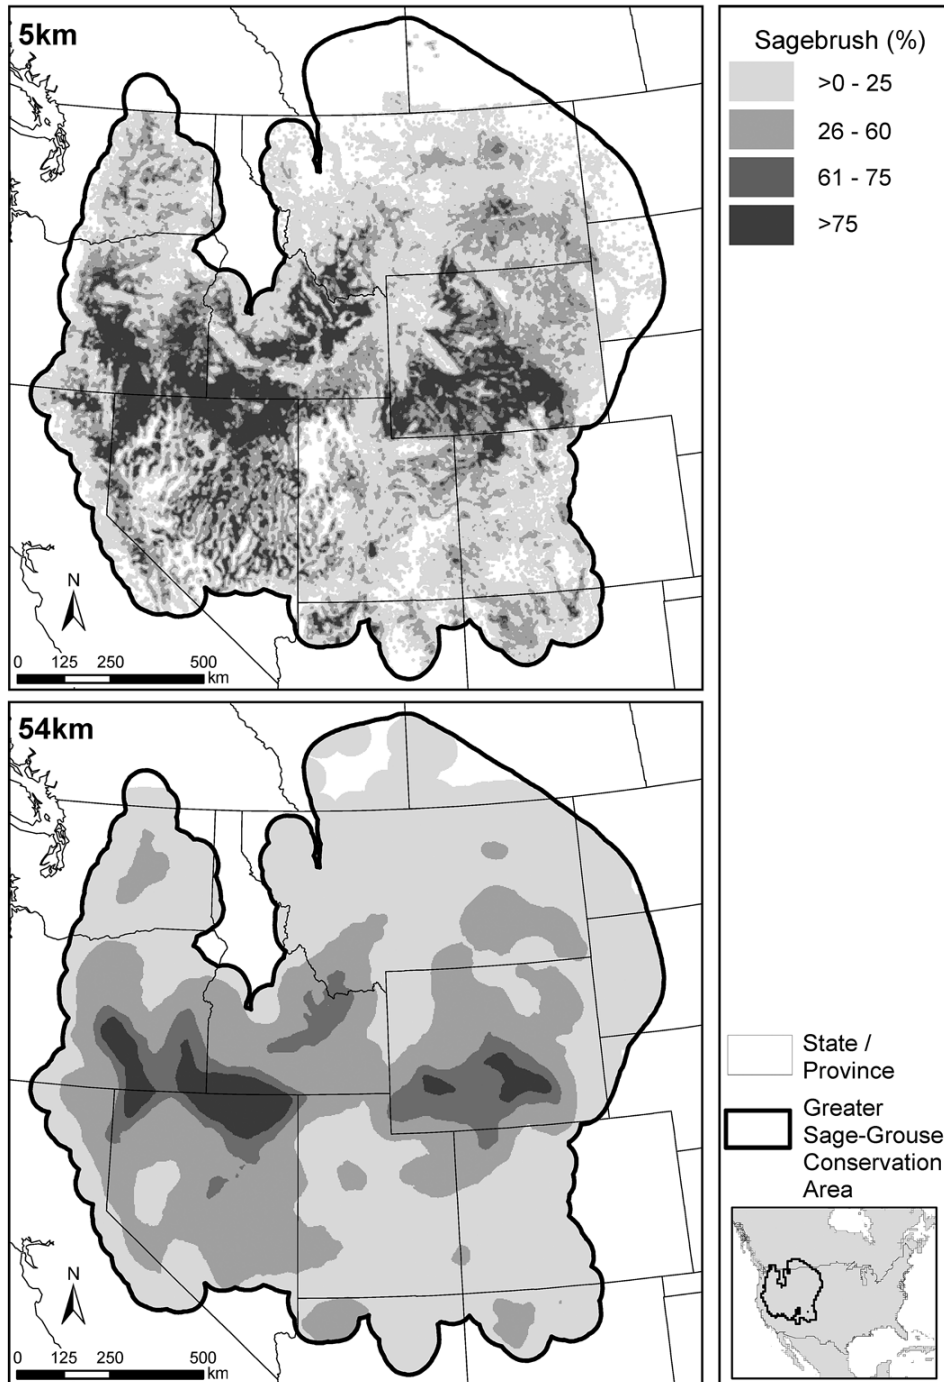 5km
N
0 125 250 500
km
54km
N
0 125 250 500
km
Sagebrush (%)
>0 - 25
26 - 60
61 - 75
>75
State /
Province
Greater
Sage-Grouse
Conservation
Area